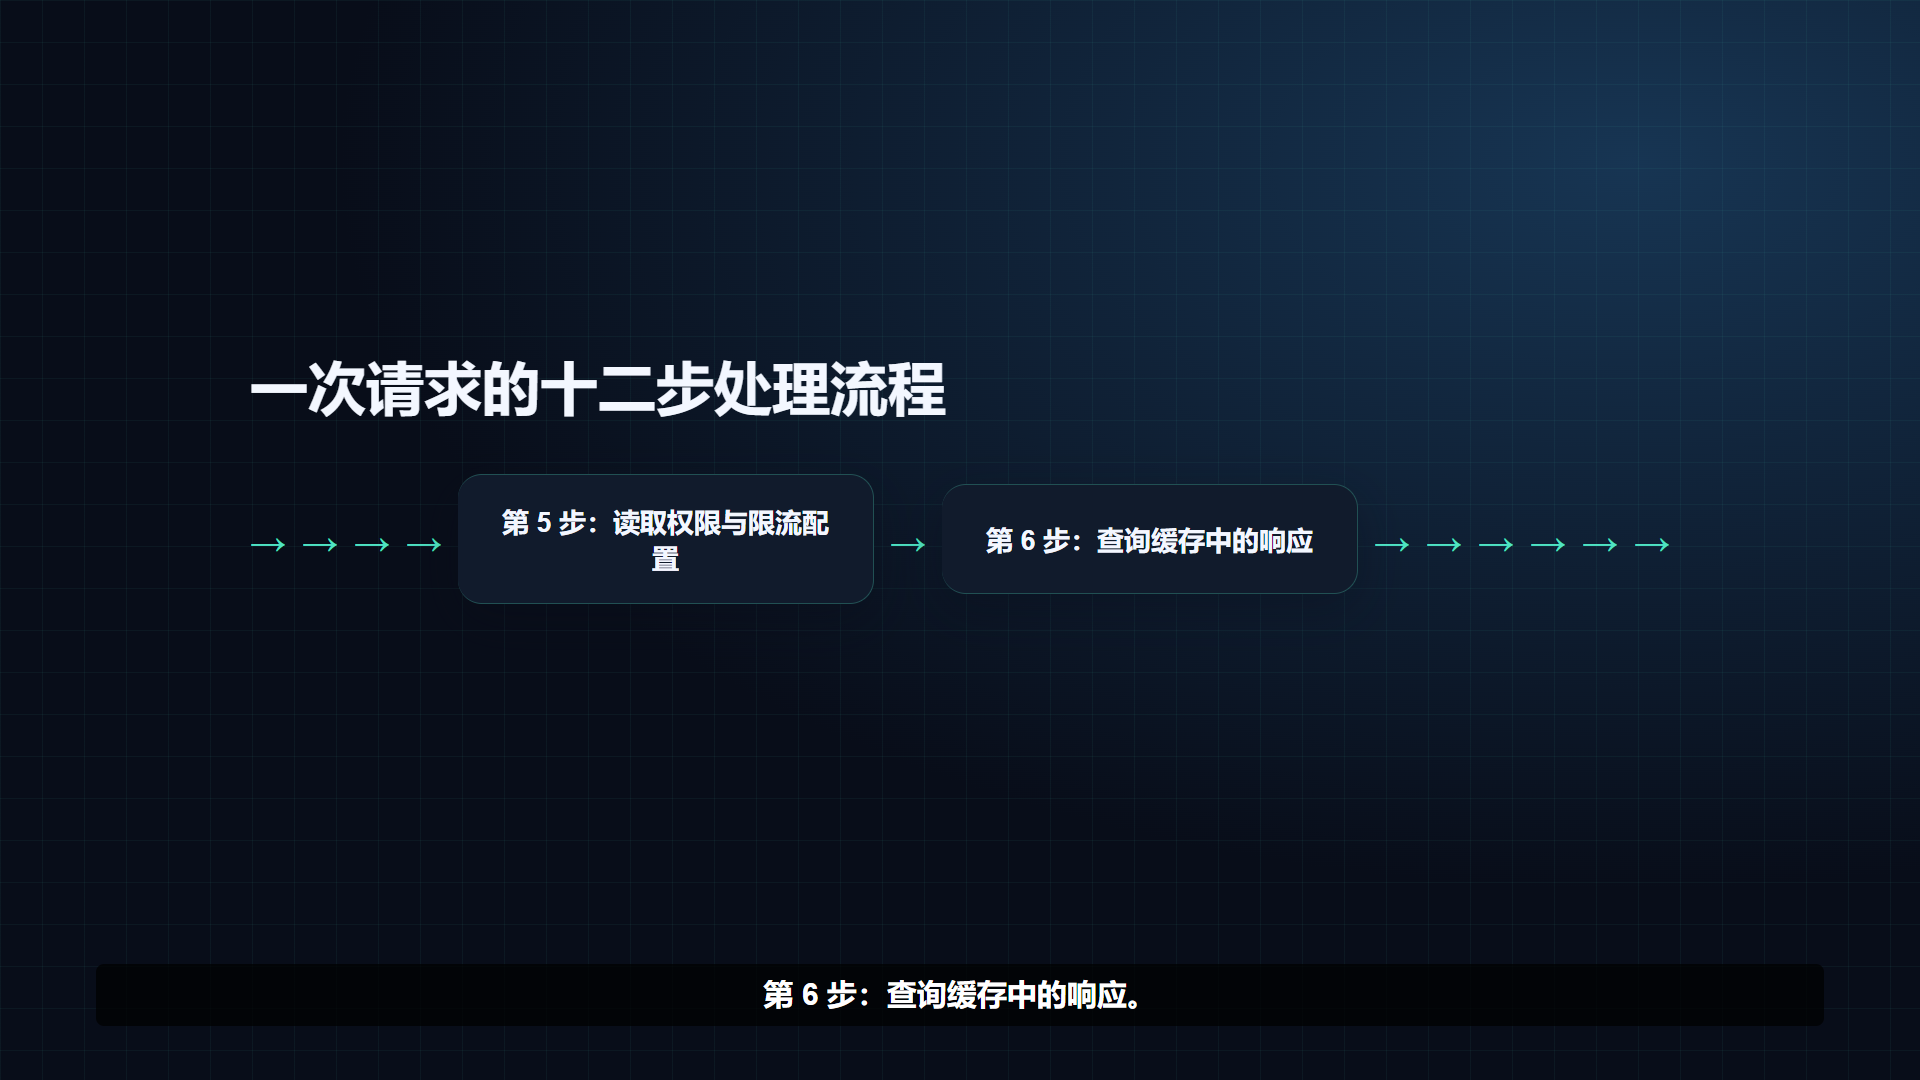 一次请求的十二步处理流程
→ → → → 第 5 步：读取权限与限流配
置
→ 第 6 步：查询缓存中的响应 → → → → → →
第 6 步：查询缓存中的响应。